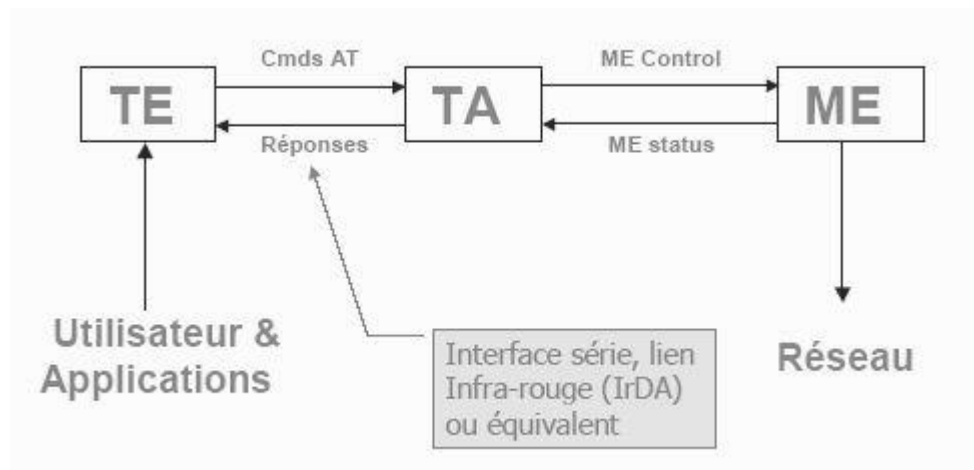 Cmds AT
ME Control
TE
TA
ME
Réponses
ME status
Utilisateur &
Applications
Interface série, lien
Infra-rouge (IrDA)
ou équivalent
Réseau